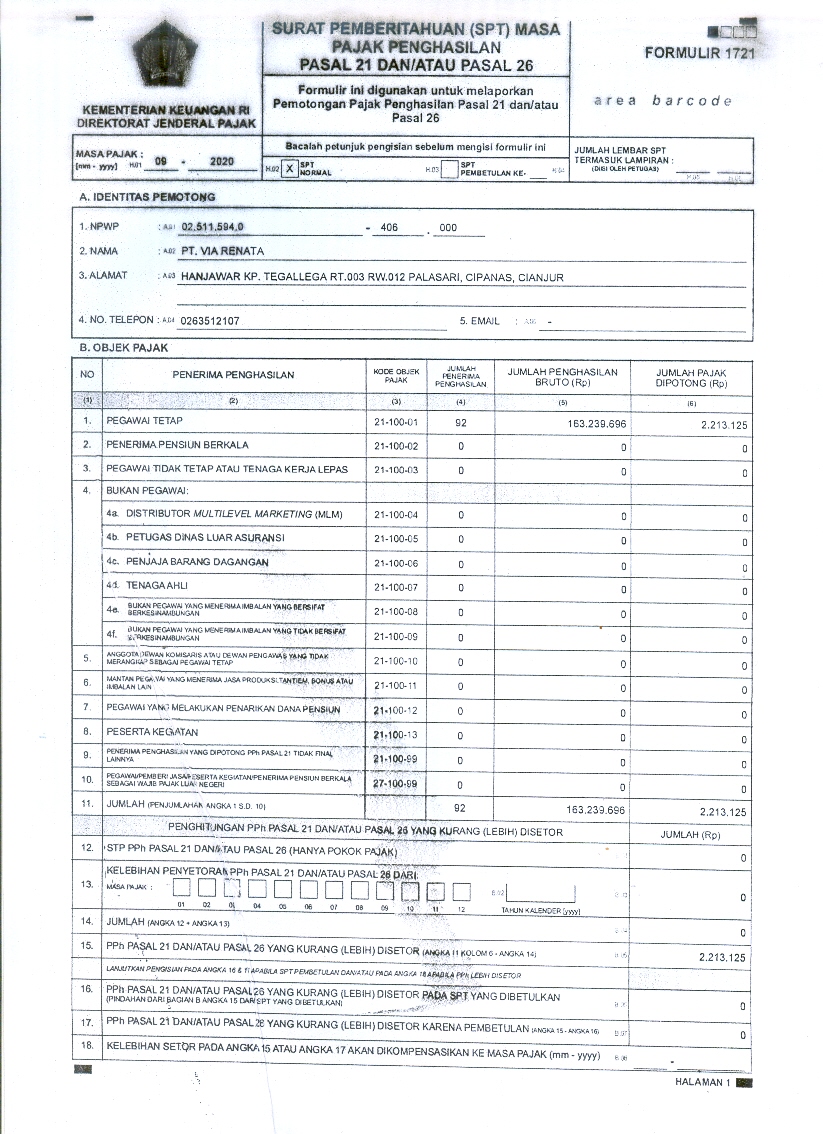 SURAT PEMBERITAHUAN (SPT) MASA
PAJAK PENGHASILAN
PASAL 21 DAN/ATAU PASAL 26
FORMULIR 1721
KEMENTERIAN KEUANGAN RI
DIREKTORAT JENDERAL PAJAK
Formulir ini digunakan untuk melaporkan
Pemotongan Pajak Penghasilan Pasal 21 dan/atau
Pasal 26
area barcode
MASA PAJAK :
[mm - yyyy] H.01 09 - 2020
Bacalah petunjuk pengisian sebelum mengisi formulir ini
H.02 X SPT NORMAL H.03 SPT PEMBETULAN KE- H.04
JUMLAH LEMBAR SPT
TERMASUK LAMPIRAN :
(DIISI OLEH PETUGAS) H.05 H.06
A. IDENTITAS PEMOTONG
1. NPWP : A.01 02.511.594.0 - 406 . 000
2. NAMA : A.02 PT. VIA RENATA
3. ALAMAT : A.03 HANJAWAR KP. TEGALLEGA RT.003 RW.012 PALASARI, CIPANAS, CIANJUR
4. NO. TELEPON : A.04 0263512107 5. EMAIL : A.05 -
B. OBJEK PAJAK
NO PENERIMA PENGHASILAN KODE OBJEK PAJAK JUMLAH PENERIMA PENGHASILAN JUMLAH PENGHASILAN BRUTO (Rp) JUMLAH PAJAK DIPOTONG (Rp)
(1) (2) (3) (4) (5) (6)
1. PEGAWAI TETAP 21-100-01 92 163.239.696 2.213.125
2. PENERIMA PENSIUN BERKALA 21-100-02 0 0 0
3. PEGAWAI TIDAK TETAP ATAU TENAGA KERJA LEPAS 21-100-03 0 0 0
4. BUKAN PEGAWAI:
4a. DISTRIBUTOR MULTILEVEL MARKETING (MLM) 21-100-04 0 0 0
4b. PETUGAS DINAS LUAR ASURANSI 21-100-05 0 0 0
4c. PENJAJA BARANG DAGANGAN 21-100-06 0 0 0
4d. TENAGA AHLI 21-100-07 0 0 0
4e. BUKAN PEGAWAI YANG MENERIMA IMBALAN YANG BERSIFAT BERKESINAMBUNGAN 21-100-08 0 0 0
4f. BUKAN PEGAWAI YANG MENERIMA IMBALAN YANG TIDAK BERSIFAT BERKESINAMBUNGAN 21-100-09 0 0 0
5. ANGGOTA DEWAN KOMISARIS ATAU DEWAN PENGAWAS YANG TIDAK MERANGKAP SEBAGAI PEGAWAI TETAP 21-100-10 0 0 0
6. MANTAN PEGAWAI YANG MENERIMA JASA PRODUKSI, TANTIEM, BONUS ATAU IMBALAN LAIN 21-100-11 0 0 0
7. PEGAWAI YANG MELAKUKAN PENARIKAN DANA PENSIUN 21-100-12 0 0 0
8. PESERTA KEGIATAN 21-100-13 0 0 0
9. PENERIMA PENGHASILAN YANG DIPOTONG PPh PASAL 21 TIDAK FINAL LAINNYA 21-100-99 0 0 0
10. PEGAWAI/PEMBERI JASA/PESERTA KEGIATAN/PENERIMA PENSIUN BERKALA SEBAGAI WAJIB PAJAK LUAR NEGERI 27-100-99 0 0 0
11. JUMLAH (PENJUMLAHAN ANGKA 1 S.D. 10) 92 163.239.696 2.213.125
PENGHITUNGAN PPh PASAL 21 DAN/ATAU PASAL 26 YANG KURANG (LEBIH) DISETOR JUMLAH (Rp)
12. STP PPh PASAL 21 DAN/ATAU PASAL 26 (HANYA POKOK PAJAK) 0
13. KELEBIHAN PENYETORAN PPh PASAL 21 DAN/ATAU PASAL 26 DARI:
MASA PAJAK : B.02 0
01 02 03 04 05 06 07 08 09 10 11 12 TAHUN KALENDER [yyyy]
14. JUMLAH (ANGKA 12 + ANGKA 13) 0
15. PPh PASAL 21 DAN/ATAU PASAL 26 YANG KURANG (LEBIH) DISETOR (ANGKA 11 KOLOM 6 - ANGKA 14) B.05 2.213.125
LANJUTKAN PENGISIAN PADA ANGKA 16 & 17 APABILA SPT PEMBETULAN DAN/ATAU PADA ANGKA 18 APABILA PPh LEBIH DISETOR
16. PPh PASAL 21 DAN/ATAU PASAL 26 YANG KURANG (LEBIH) DISETOR PADA SPT YANG DIBETULKAN
(PINDAHAN DARI BAGIAN B ANGKA 15 DARI SPT YANG DIBETULKAN) B.06 0
17. PPh PASAL 21 DAN/ATAU PASAL 26 YANG KURANG (LEBIH) DISETOR KARENA PEMBETULAN (ANGKA 15 - ANGKA 16) B.07 0
18. KELEBIHAN SETOR PADA ANGKA 15 ATAU ANGKA 17 AKAN DIKOMPENSASIKAN KE MASA PAJAK (mm - yyyy) B.08 -
HALAMAN 1